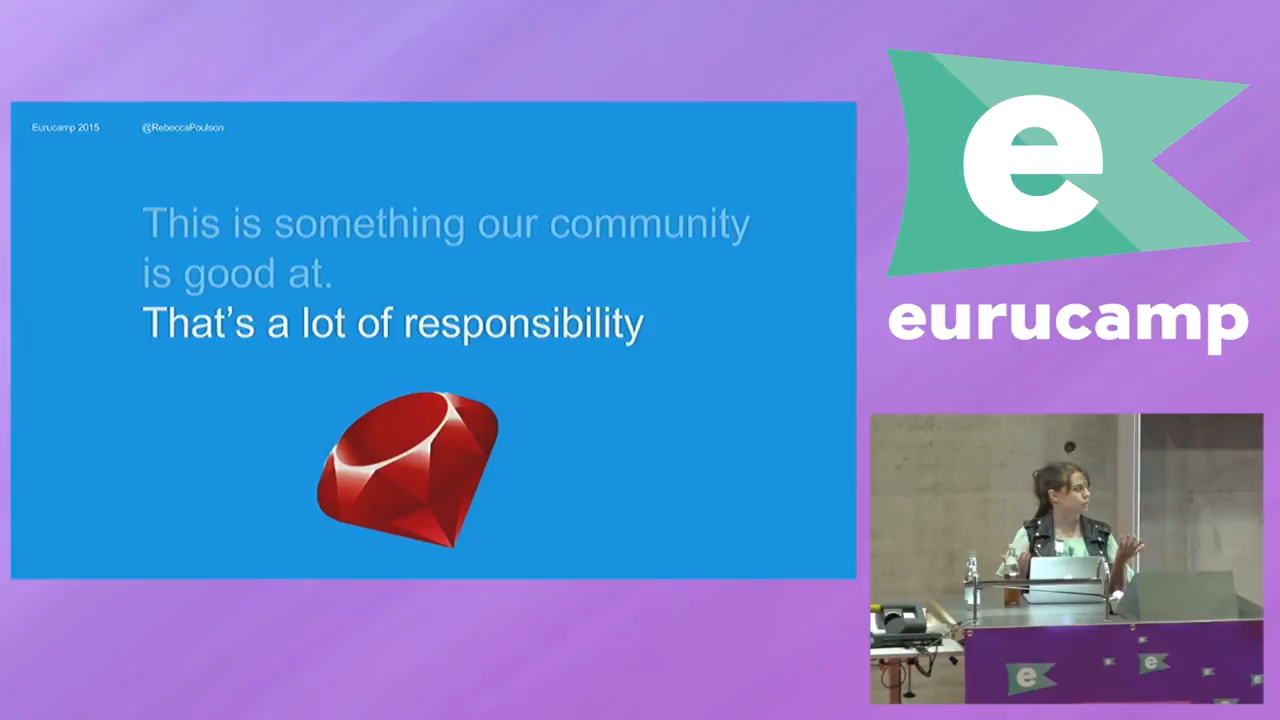 Eurucamp 2015 @RebeccaPoulson
This is something our community
is good at.
That's a lot of responsibility
e
eurucamp
e
e